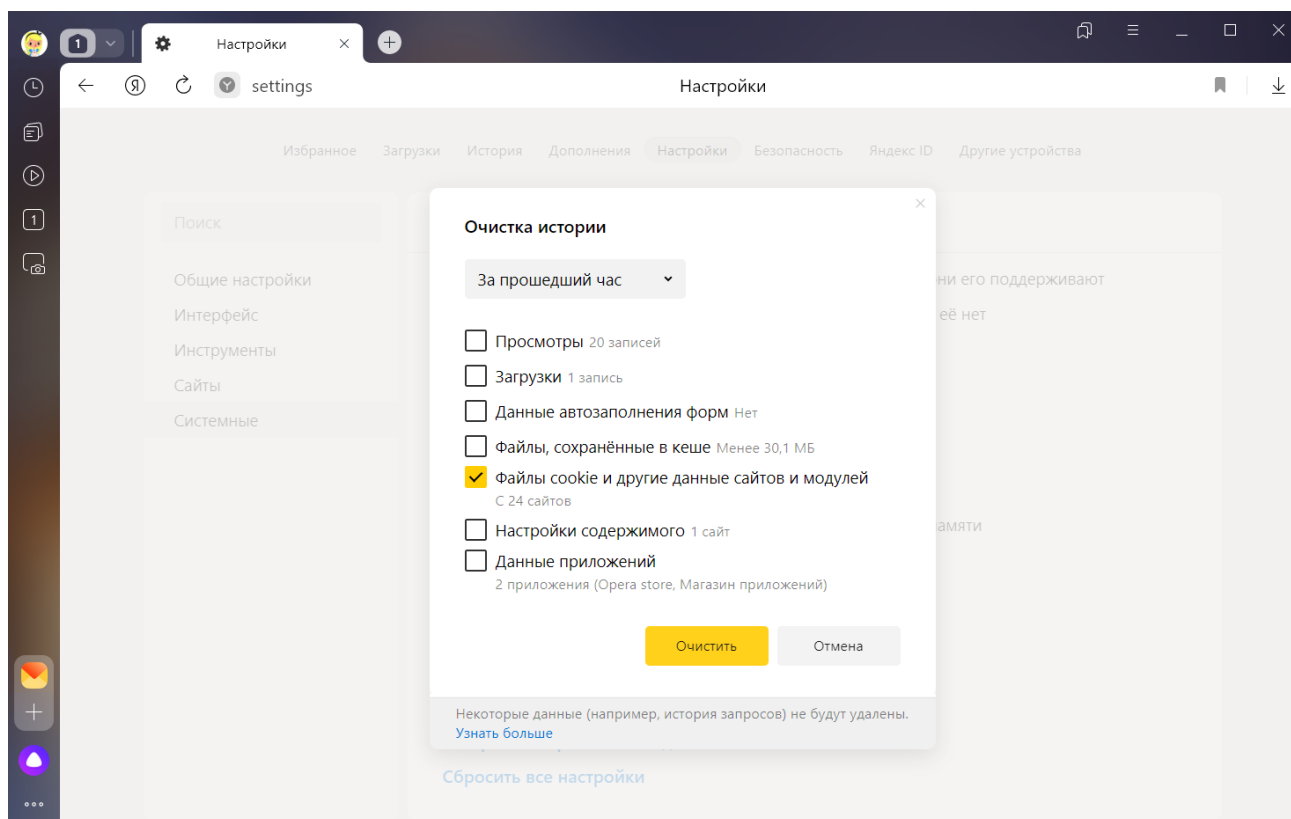 1
Настройки
settings
Настройки
Избранное Загрузки История Дополнения Настройки Безопасность Яндекс ID Другие устройства
1
Поиск
Общие настройки
Интерфейс
Инструменты
Сайты
Системные
Очистка истории
За прошедший час
ни его поддерживают
её нет
Просмотры 20 записей
Загрузки 1 запись
Данные автозаполнения форм Нет
Файлы, сохранённые в кеше Менее 30,1 МБ
Файлы cookie и другие данные сайтов и модулей
С 24 сайтов
Настройки содержимого 1 сайт
амяти
Данные приложений
2 приложения (Opera store, Магазин приложений)
Очистить Отмена
Некоторые данные (например, история запросов) не будут удалены.
Узнать больше
Сбросить все настройки